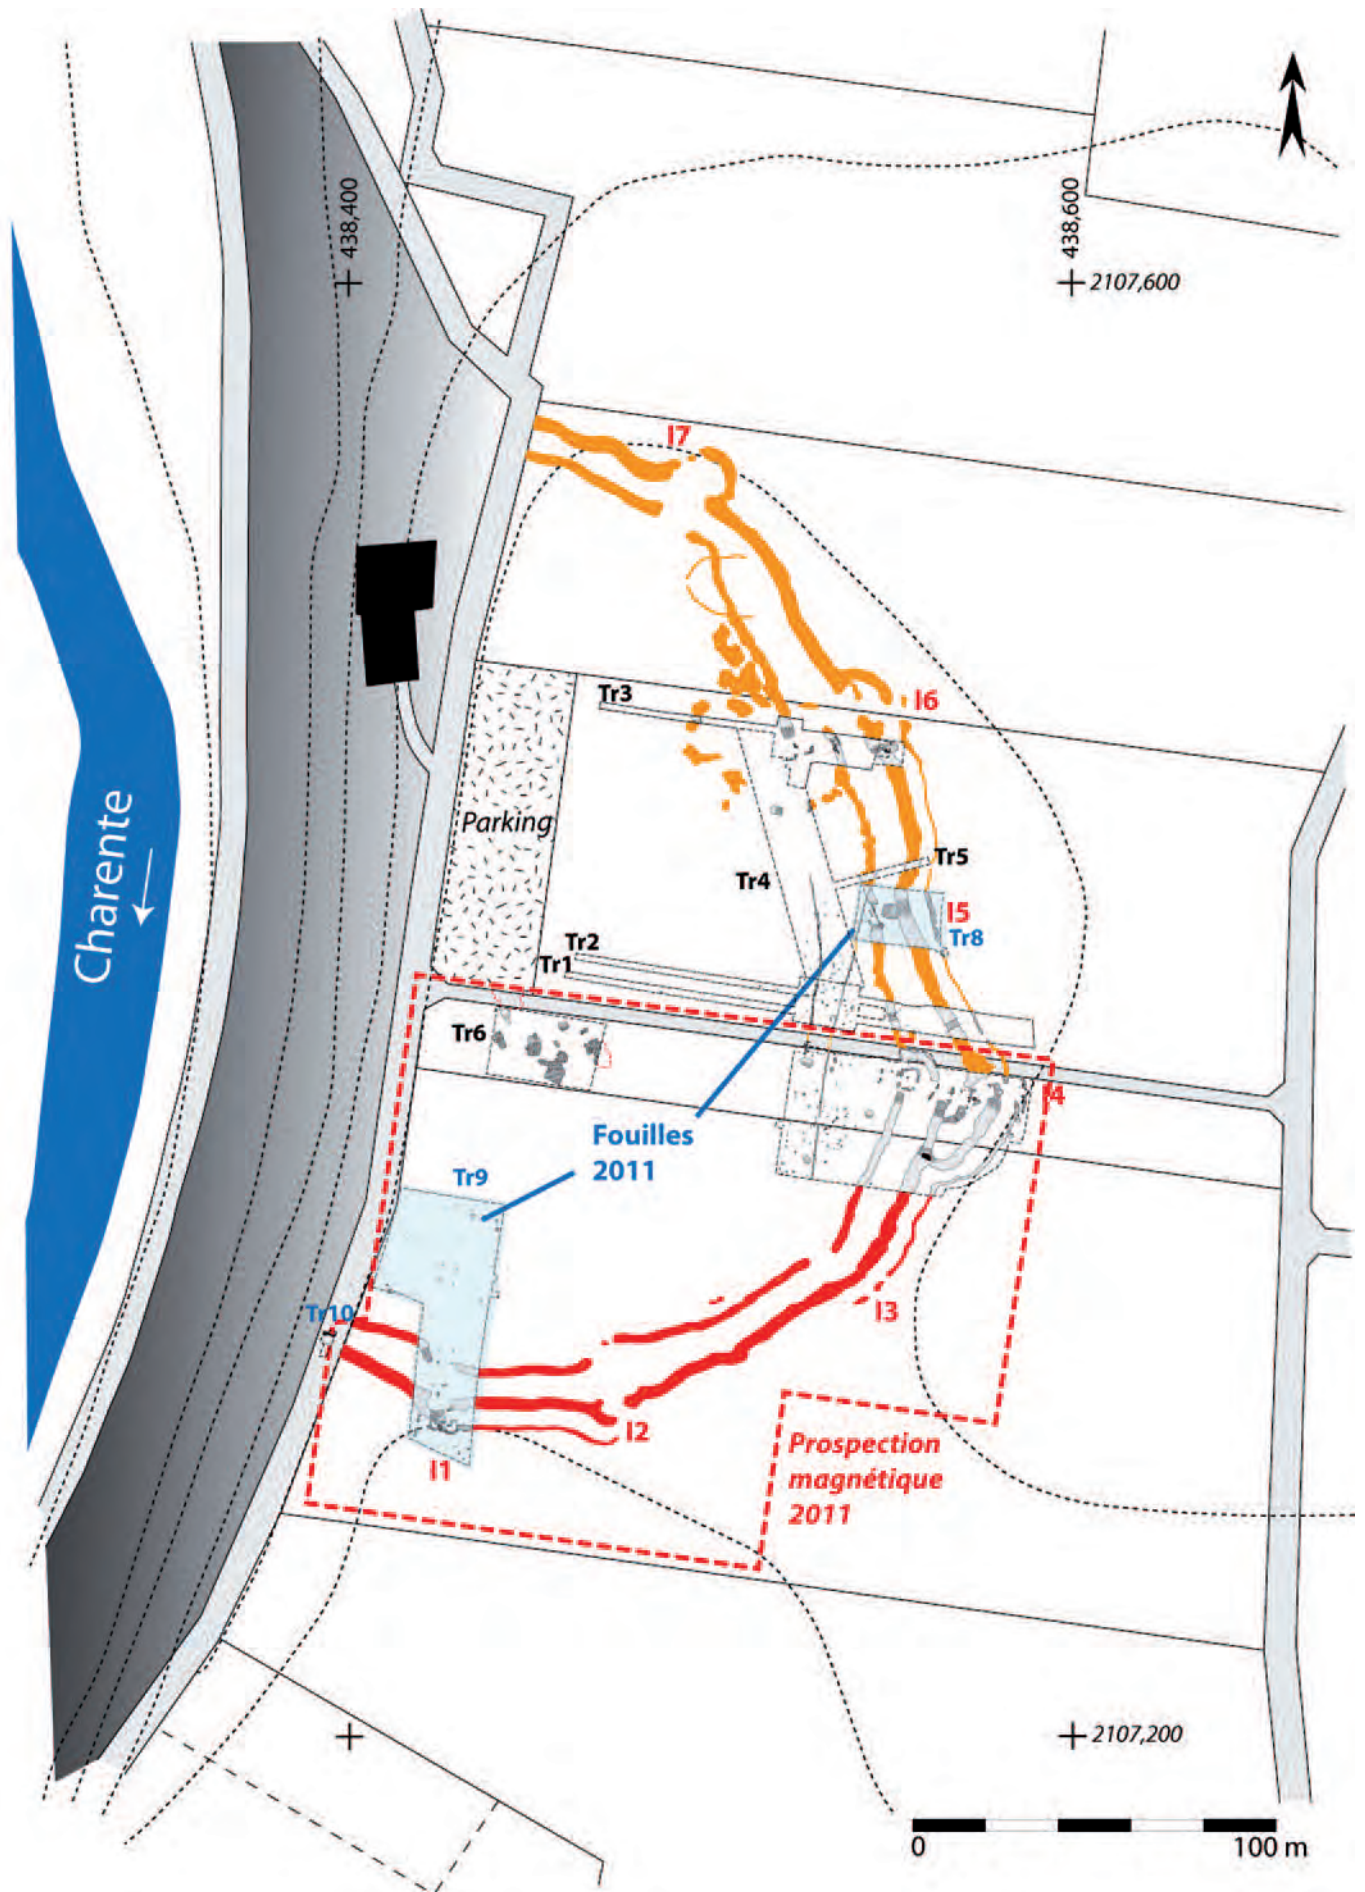 438,400
438,600
2107,600
I7
Tr3
I6
Parking
Charente
Tr5
Tr4
I5
Tr8
Tr2
Tr1
Tr6
I4
Fouilles
2011
Tr9
Tr10
I3
I2
I1
Prospection
magnétique
2011
2107,200
0
100 m